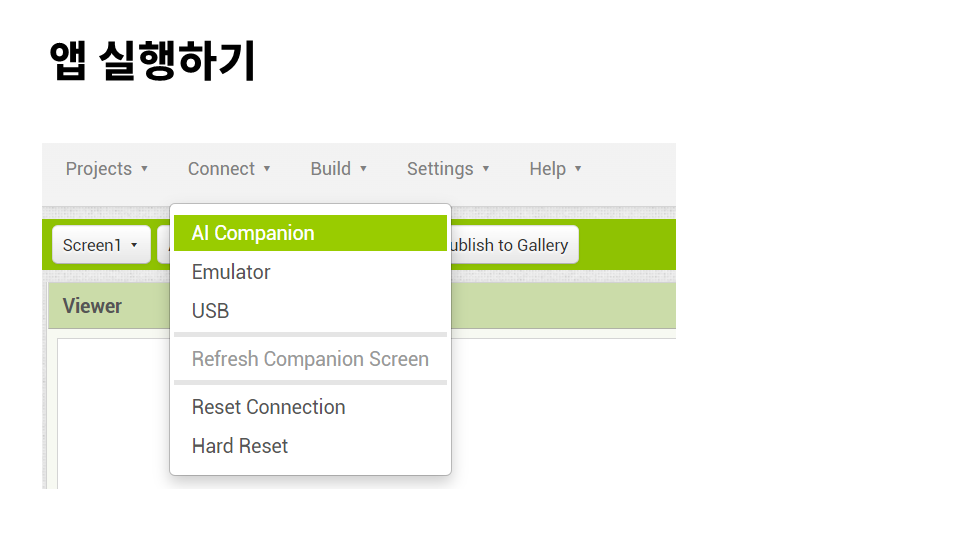 앱 실행하기
Projects Connect Build Settings Help
AI Companion
Screen1 ublish to Gallery
Emulator
USB
Viewer
Refresh Companion Screen
Reset Connection
Hard Reset